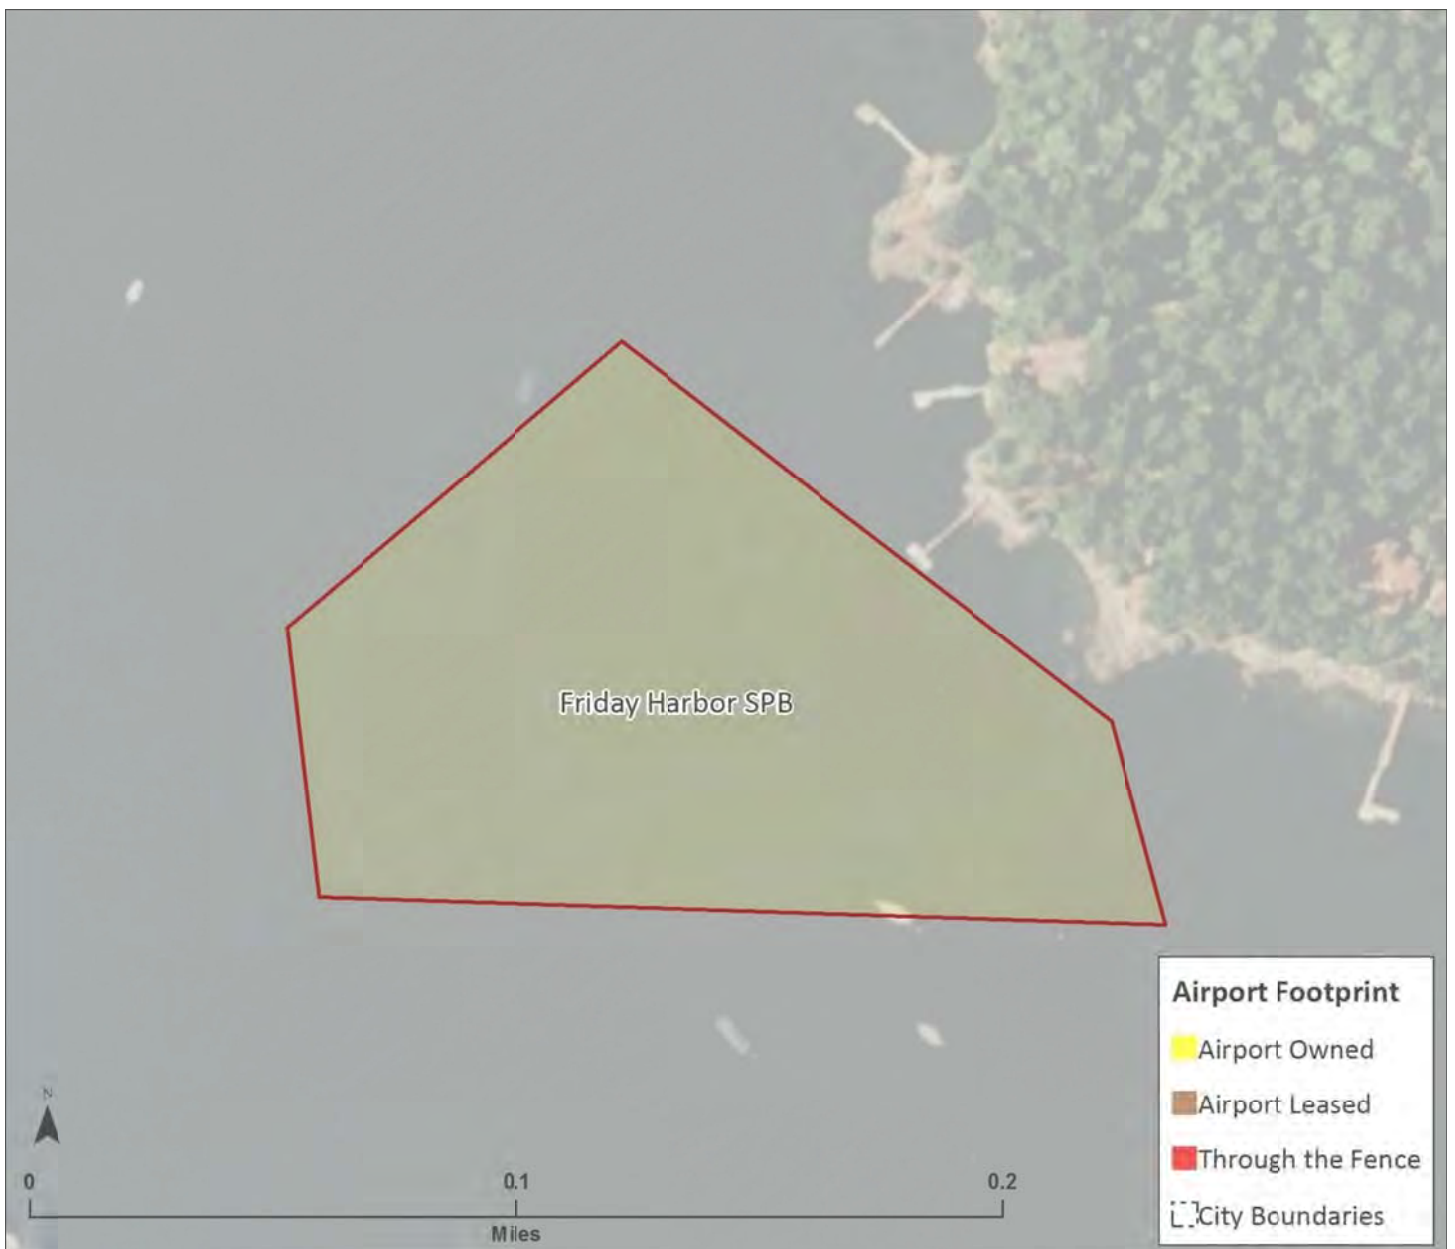 Friday Harbor SPB
Airport Footprint
Airport Owned
Airport Leased
Through the Fence
City Boundaries
N
0 0.1 0.2
Miles